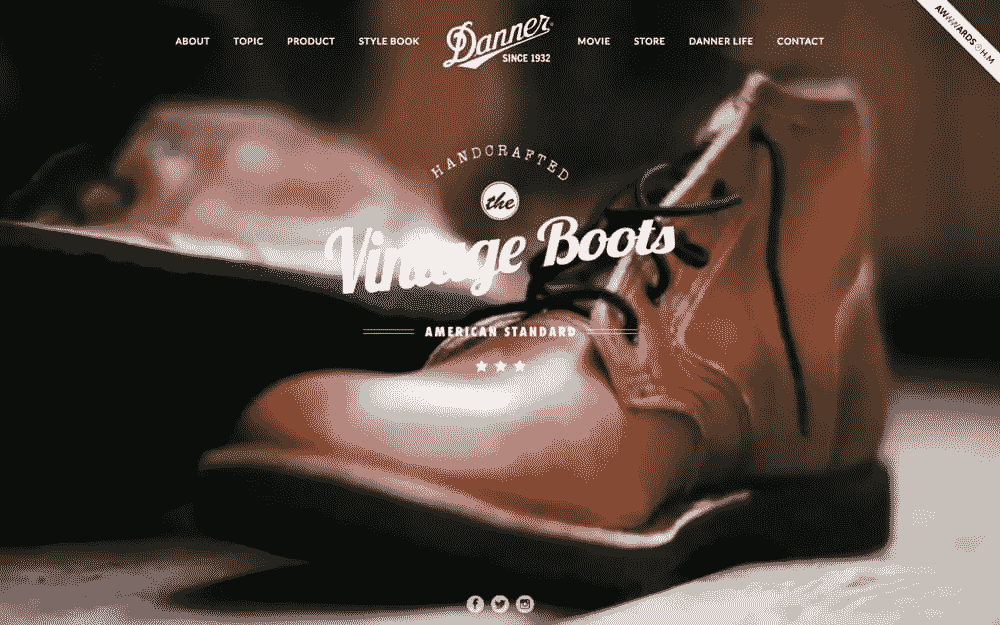 ABOUT TOPIC PRODUCT STYLE BOOK Danner MOVIE STORE DANNER LIFE CONTACT
SINCE 1932
AWWWARDS H.M
HANDCRAFTED
the
Vintage Boots
AMERICAN STANDARD